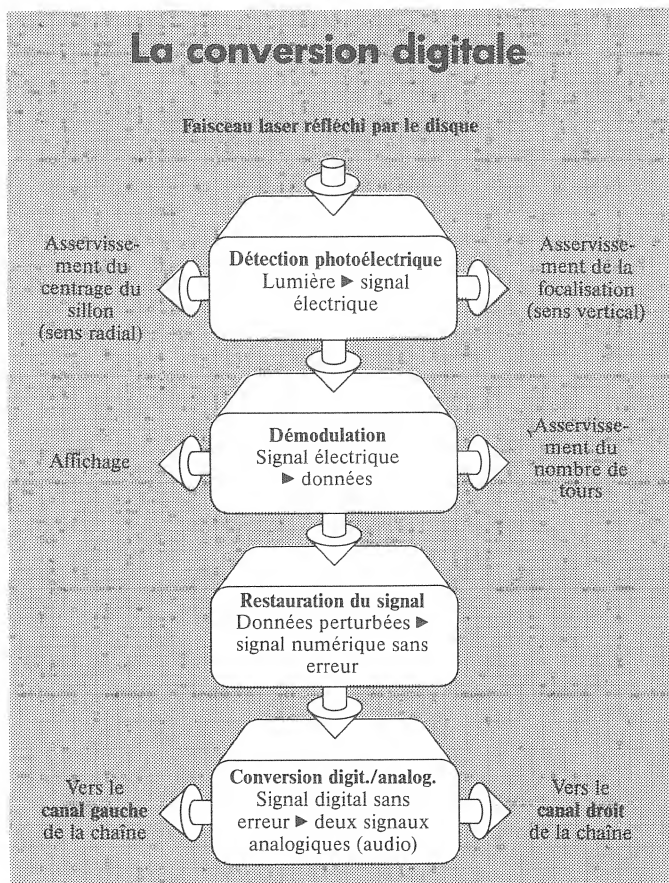 La conversion digitale
Faisceau laser réfléchi par le disque
Asservisse-
ment du
centrage du
sillon
(sens radial)
Détection photoélectrique
Lumière ▶ signal
électrique
Asservisse-
ment de la
focalisation
(sens vertical)
Affichage
Démodulation
Signal électrique
▶ données
Asservisse-
ment du
nombre de
tours
Restauration du signal
Données perturbées ▶
signal numérique sans
erreur
Vers le
canal gauche
de la chaîne
Conversion digit./analog.
Signal digital sans
erreur ▶ deux signaux
analogiques (audio)
Vers le
canal droit
de la chaîne